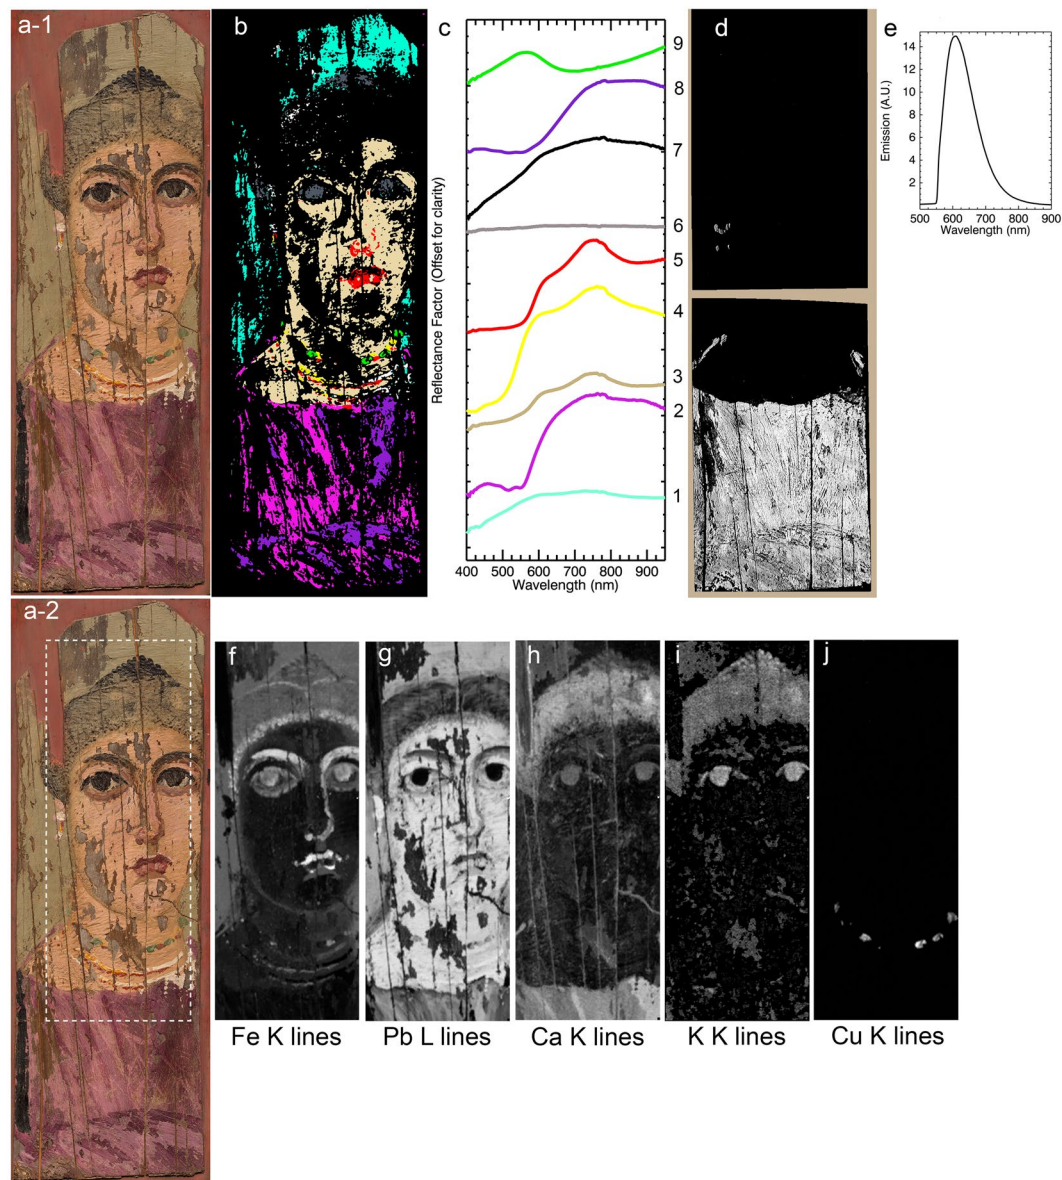 a-1
b
c
d
e
9
8
7
6
5
4
3
2
1
Reflectance Factor (Offset for clarity)
400 500 600 700 800 900
Wavelength (nm)
14
12
10
8
6
4
2
Emission (A.U.)
500 600 700 800 900
Wavelength (nm)
a-2
f
g
h
i
j
Fe K lines
Pb L lines
Ca K lines
K K lines
Cu K lines